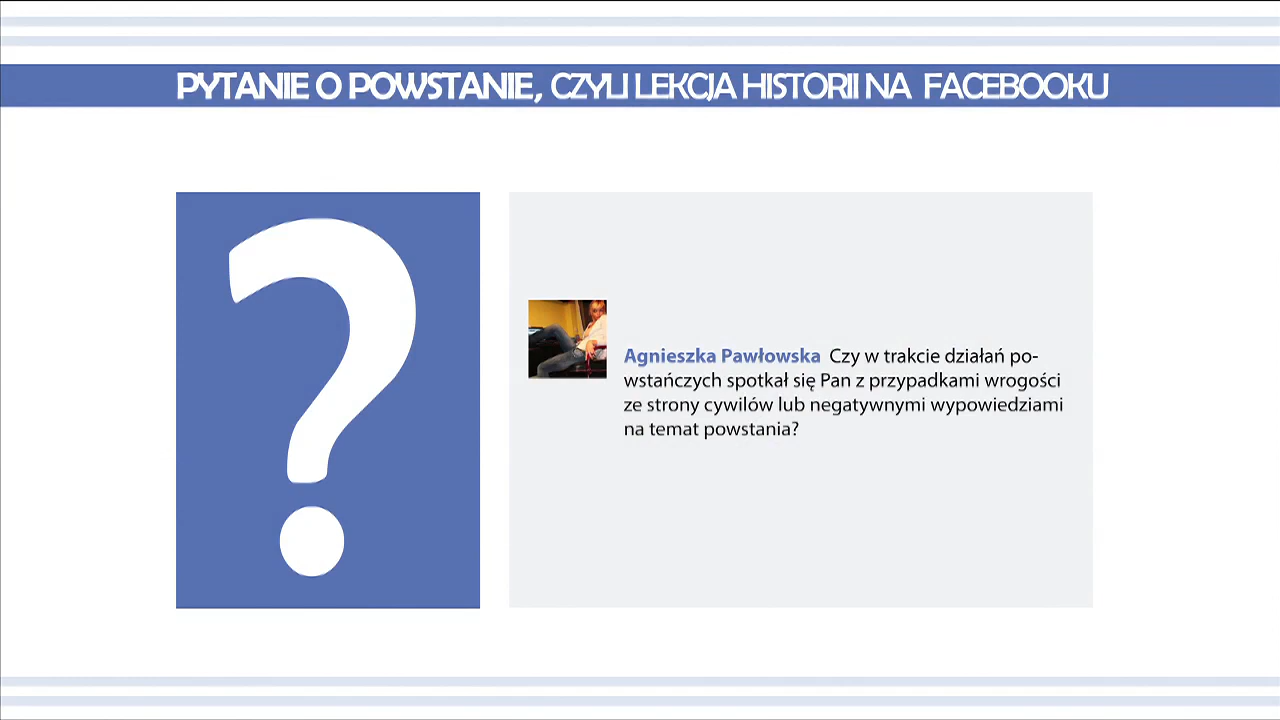 PYTANIE O POWSTANIE, CZYLI LEKCJA HISTORII NA FACEBOOKU
?
Agnieszka Pawłowska Czy w trakcie działań po-
wstańczych spotkał się Pan z przypadkami wrogości
ze strony cywilów lub negatywnymi wypowiedziami
na temat powstania?